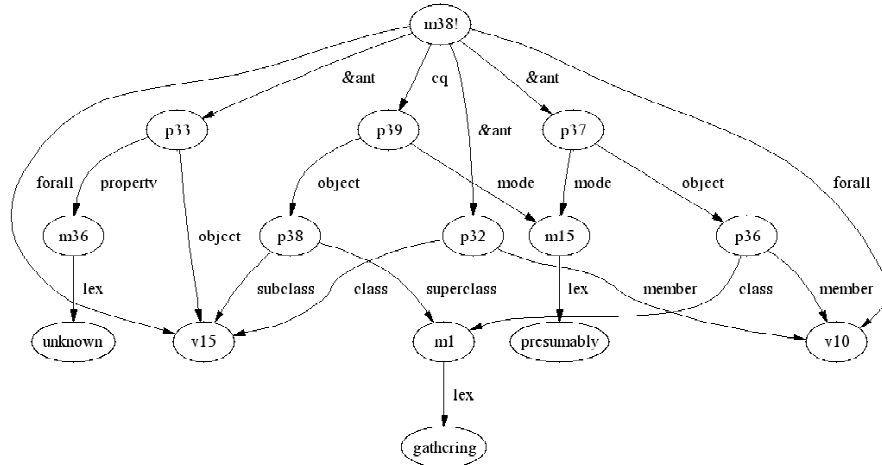 m38!
&ant
cq
&ant
p33
p39
&ant
p37
forall
property
object
mode
mode
object
forall
m36
object
p38
p32
m15
p36
lex
subclass
class
superclass
lex
member
class
member
unknown
v15
m1
presumably
v10
lex
gathering